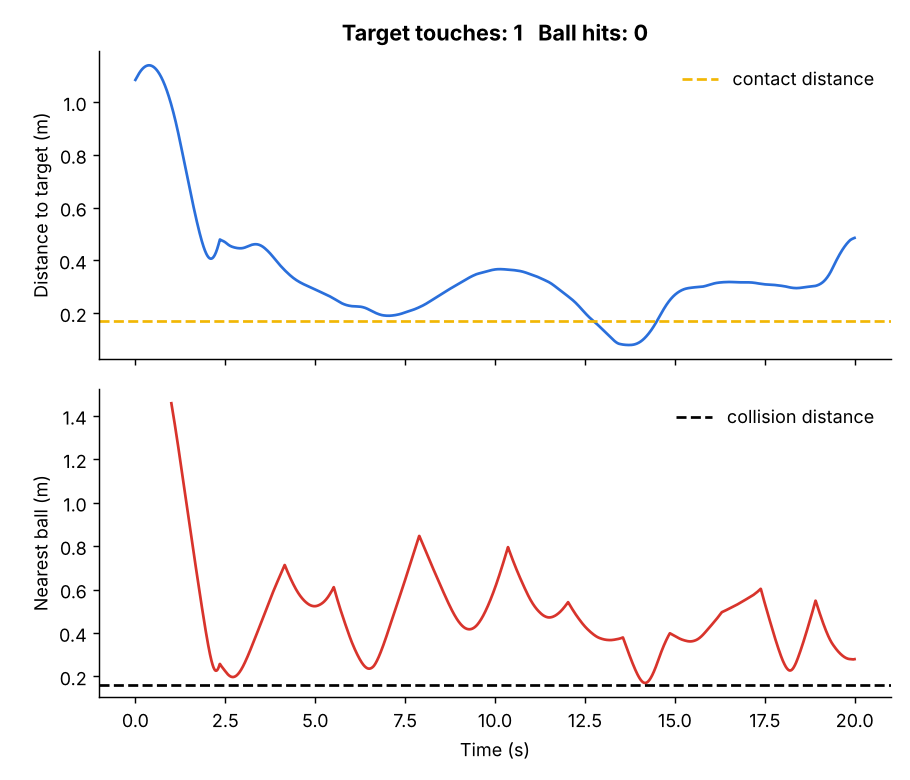 Target touches: 1  Ball hits: 0
contact distance
Distance to target (m)
1.0
0.8
0.6
0.4
0.2
collision distance
Nearest ball (m)
1.4
1.2
1.0
0.8
0.6
0.4
0.2
0.0 2.5 5.0 7.5 10.0 12.5 15.0 17.5 20.0
Time (s)